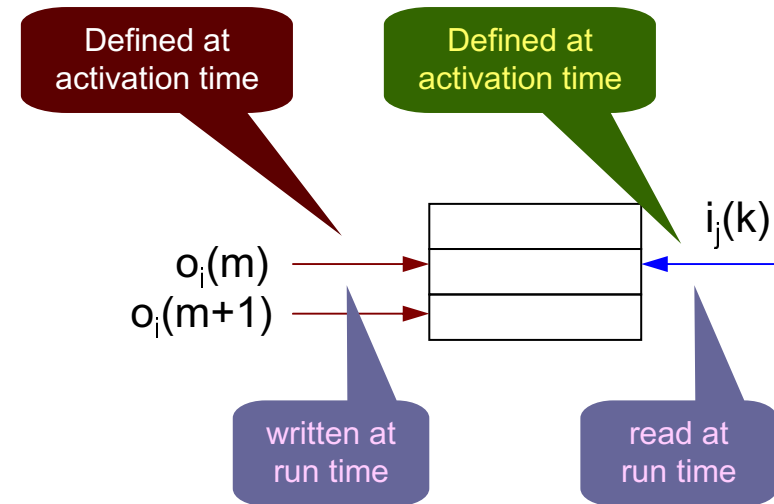 Defined at
activation time
Defined at
activation time
i_j(k)
o_i(m)
o_i(m+1)
written at
run time
read at
run time